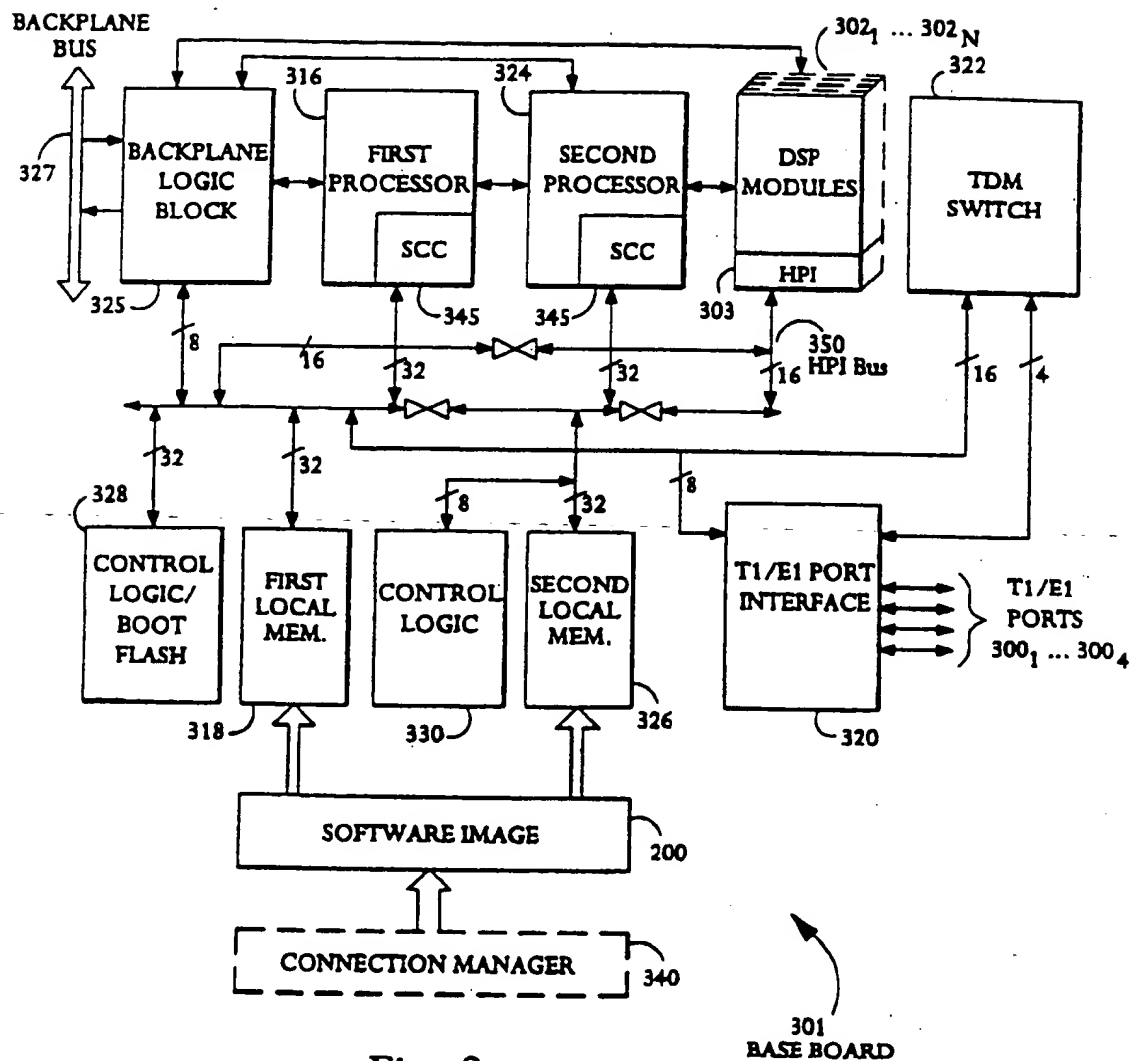 BACKPLANE
BUS
327
BACKPLANE
LOGIC
BLOCK
325
316
FIRST
PROCESSOR
SCC
345
324
SECOND
PROCESSOR
SCC
345
302₁ ... 302_N
DSP
MODULES
HPI
303
322
TDM
SWITCH
8
16
32
32
350
HPI Bus
16
16
4
32
32
8
32
8
328
CONTROL
LOGIC/
BOOT
FLASH
FIRST
LOCAL
MEM.
318
CONTROL
LOGIC
330
SECOND
LOCAL
MEM.
326
T1/E1 PORT
INTERFACE
320
T1/E1
PORTS
300₁ ... 300₄
SOFTWARE IMAGE
200
CONNECTION MANAGER
340
301
BASE BOARD